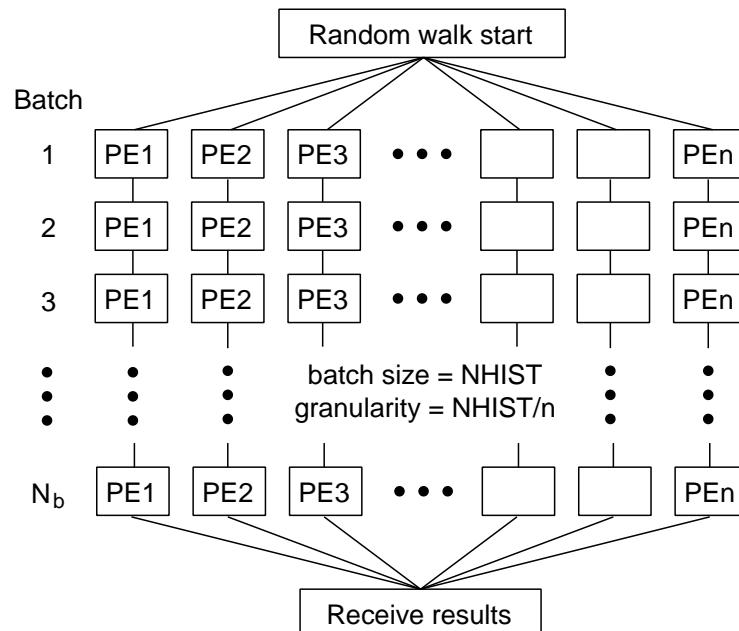 Random walk start
Batch
1 PE1 PE2 PE3 PEn
2 PE1 PE2 PE3 PEn
3 PE1 PE2 PE3 PEn
batch size = NHIST
granularity = NHIST/n
N_b PE1 PE2 PE3 PEn
Receive results